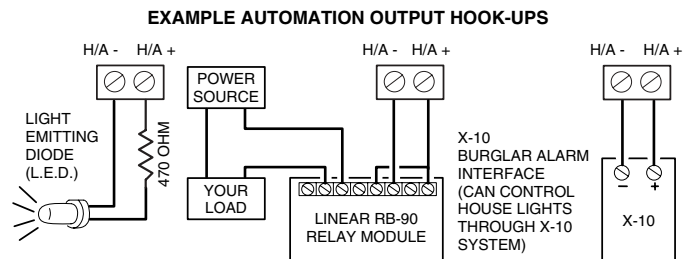 EXAMPLE AUTOMATION OUTPUT HOOK-UPS
H/A - H/A +
LIGHT
EMITTING
DIODE
(L.E.D.)
470 OHM
POWER
SOURCE
YOUR
LOAD
H/A - H/A +
LINEAR RB-90
RELAY MODULE
X-10
BURGLAR ALARM
INTERFACE
(CAN CONTROL
HOUSE LIGHTS
THROUGH X-10
SYSTEM)
H/A - H/A +
– +
X-10